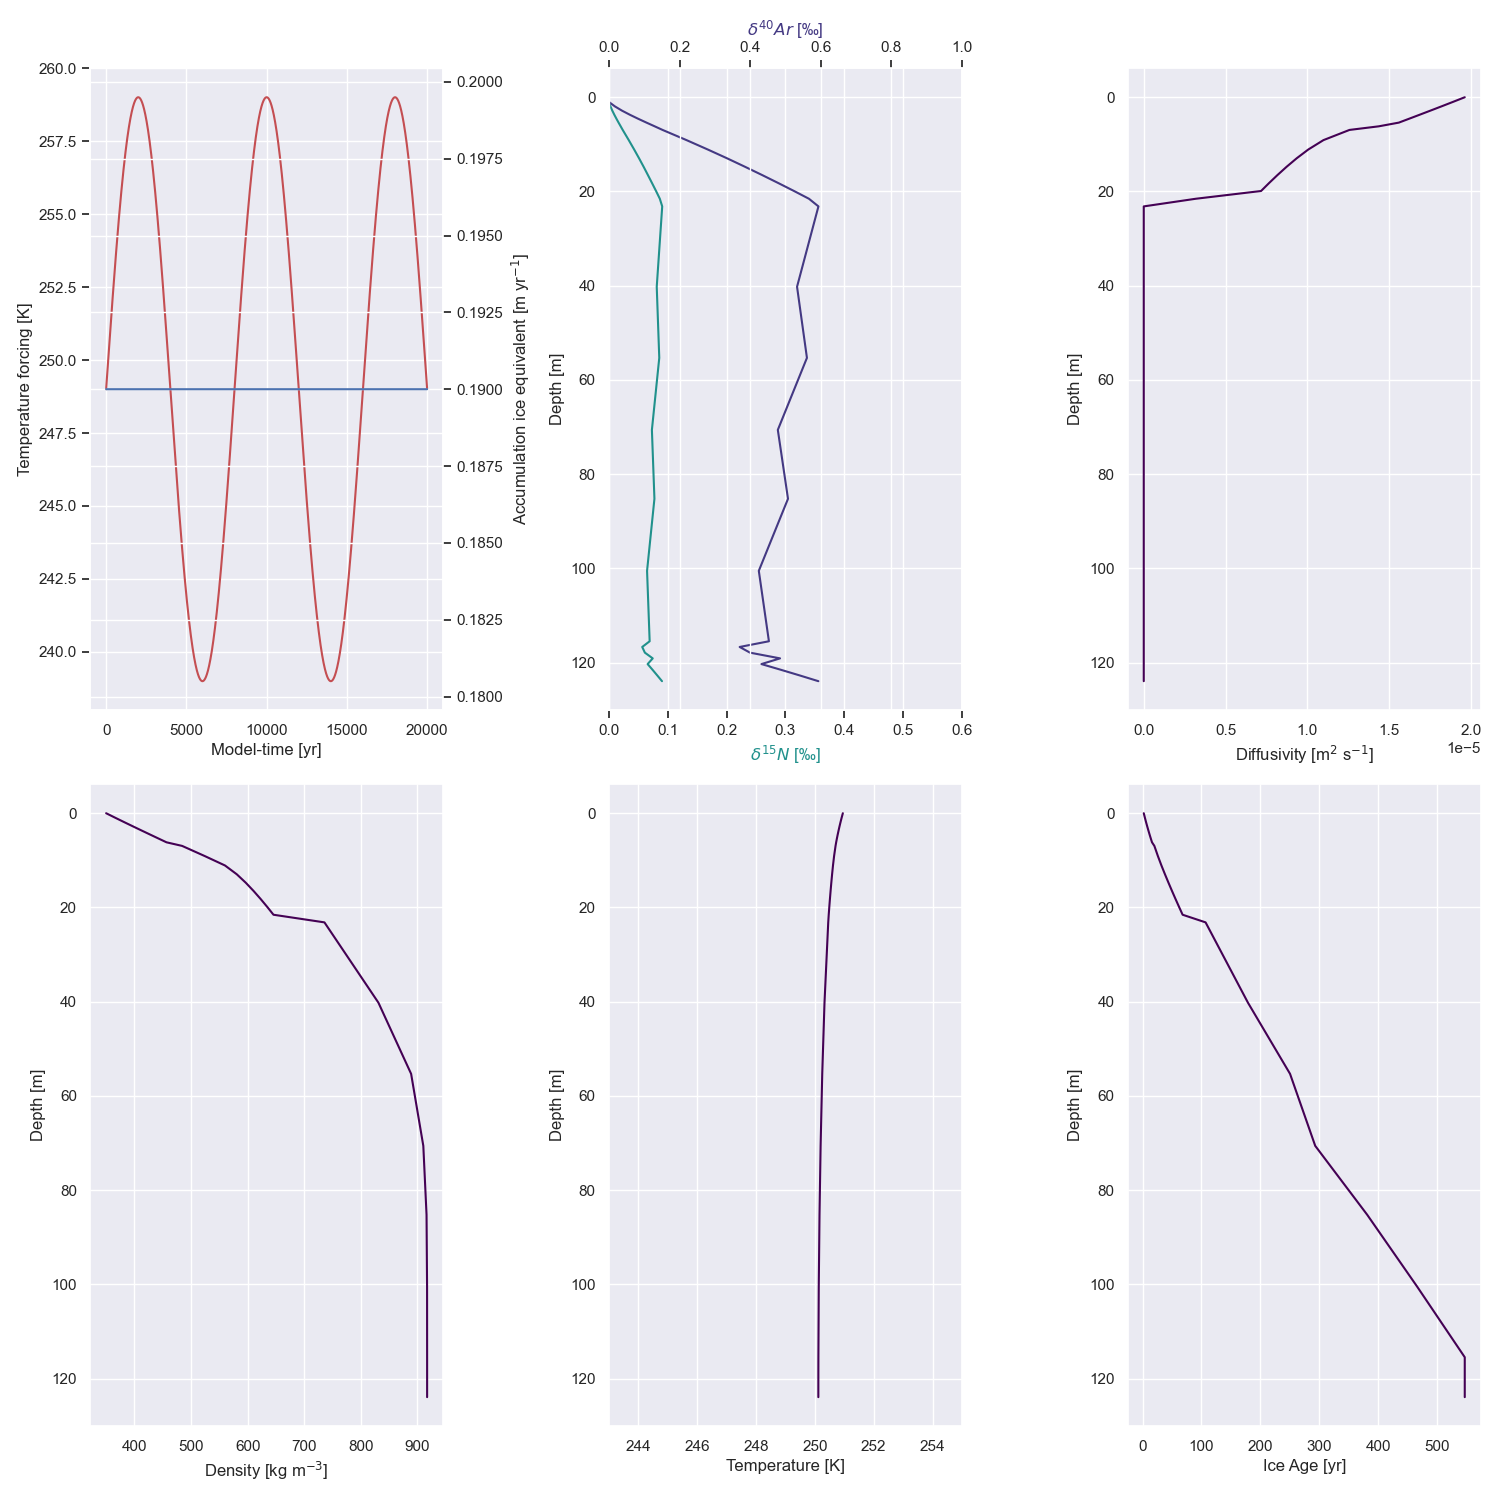 260.0
257.5
255.0
252.5
250.0
247.5
245.0
242.5
240.0
Temperature forcing [K]
0 5000 10000 15000 20000
Model-time [yr]
0.2000
0.1975
0.1950
0.1925
0.1900
0.1875
0.1850
0.1825
0.1800
Accumulation ice equivalent [m yr⁻¹]
δ⁴⁰Ar [‰]
0.0 0.2 0.4 0.6 0.8 1.0
0
20
40
60
80
100
120
Depth [m]
0.0 0.1 0.2 0.3 0.4 0.5 0.6
δ¹⁵N [‰]
0
20
40
60
80
100
120
Depth [m]
0.0 0.5 1.0 1.5 2.0
1e−5
Diffusivity [m² s⁻¹]
0
20
40
60
80
100
120
Depth [m]
400 500 600 700 800 900
Density [kg m⁻³]
0
20
40
60
80
100
120
Depth [m]
244 246 248 250 252 254
Temperature [K]
0
20
40
60
80
100
120
Depth [m]
0 100 200 300 400 500
Ice Age [yr]